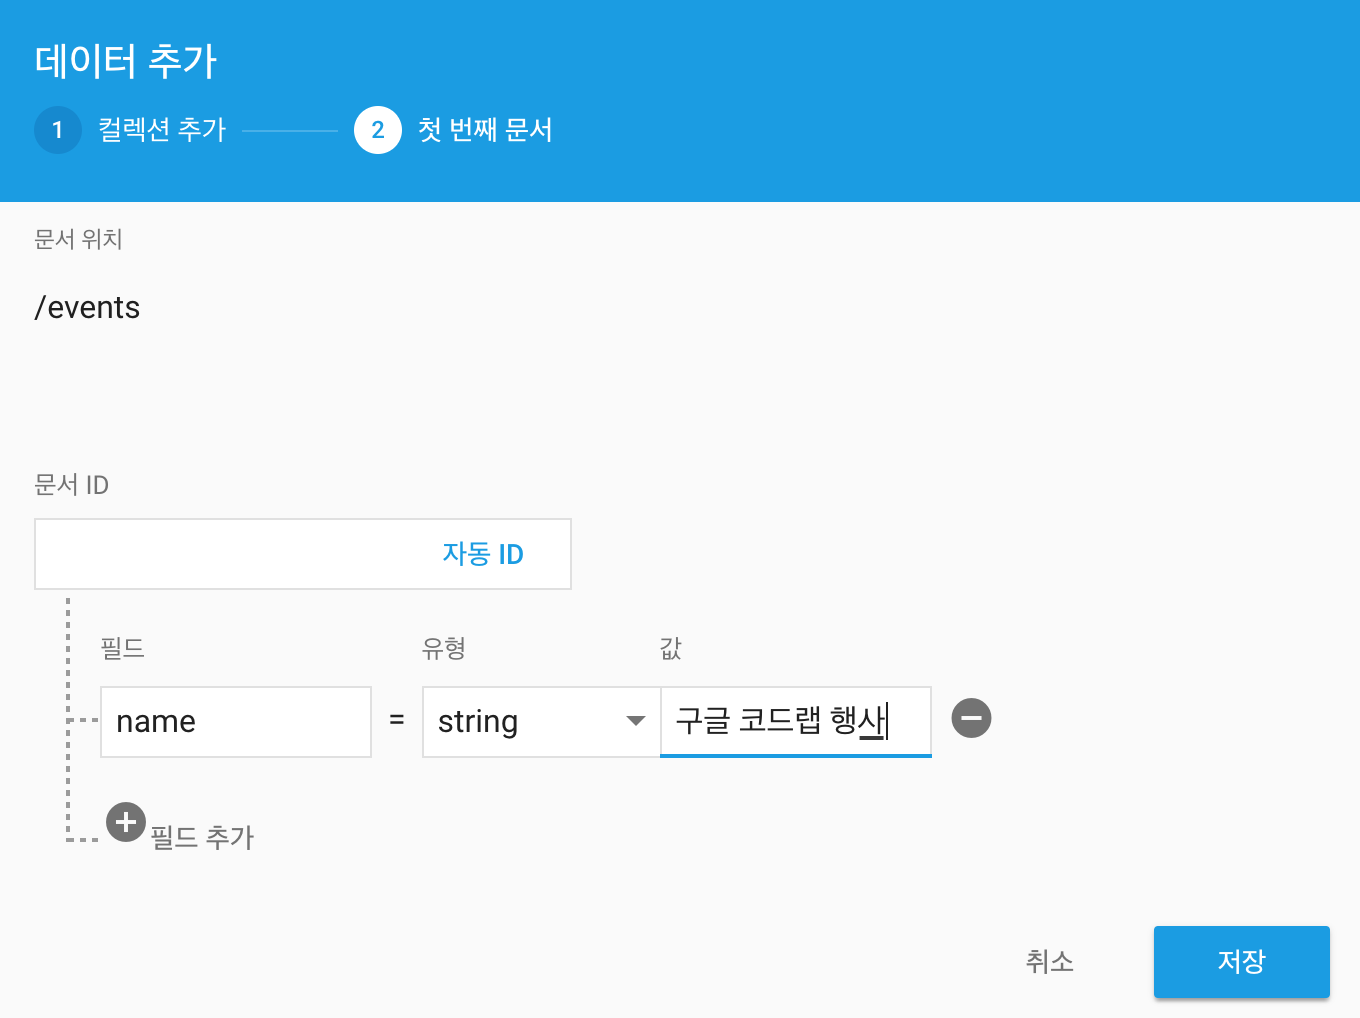 데이터 추가
1 컬렉션 추가 2 첫 번째 문서
문서 위치
/events
문서 ID
자동 ID
필드 유형 값
name = string 구글 코드랩 행사
필드 추가
취소 저장